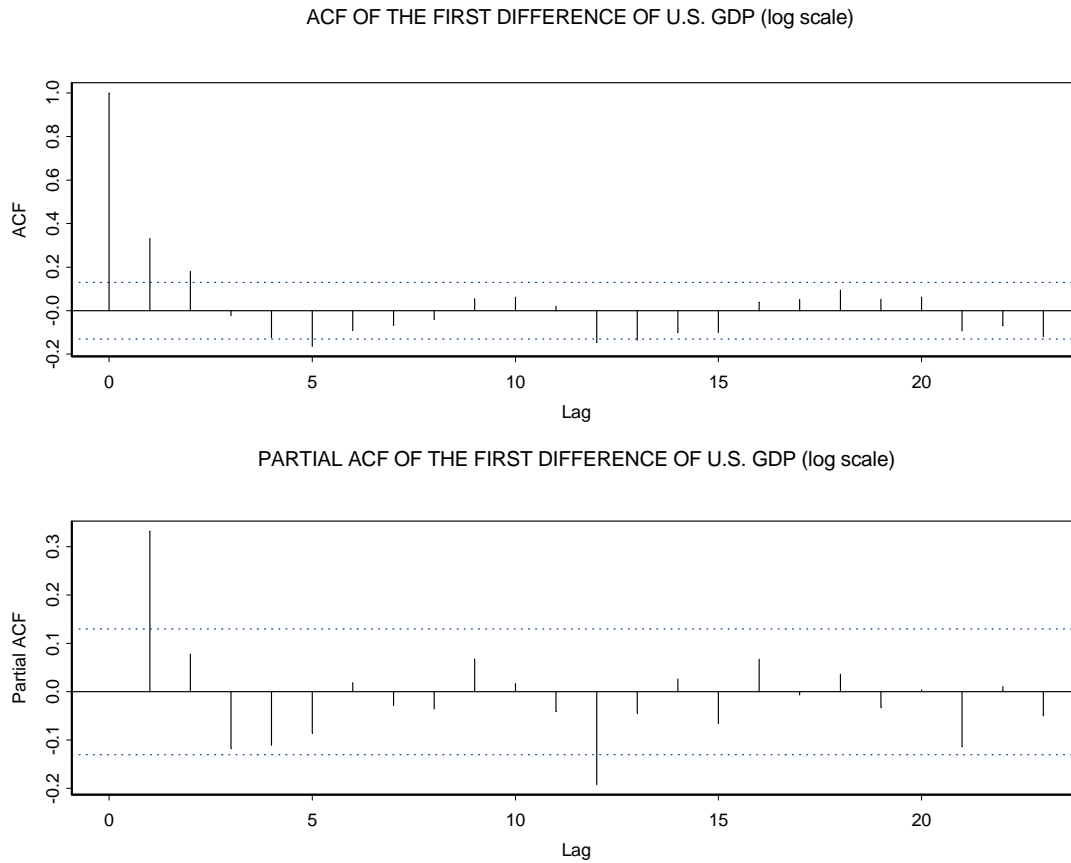 ACF OF THE FIRST DIFFERENCE OF U.S. GDP (log scale)
ACF
1.0
0.8
0.6
0.4
0.2
-0.0
-0.2
0 5 10 15 20
Lag
PARTIAL ACF OF THE FIRST DIFFERENCE OF U.S. GDP (log scale)
Partial ACF
0.3
0.2
0.1
0.0
-0.1
-0.2
0 5 10 15 20
Lag